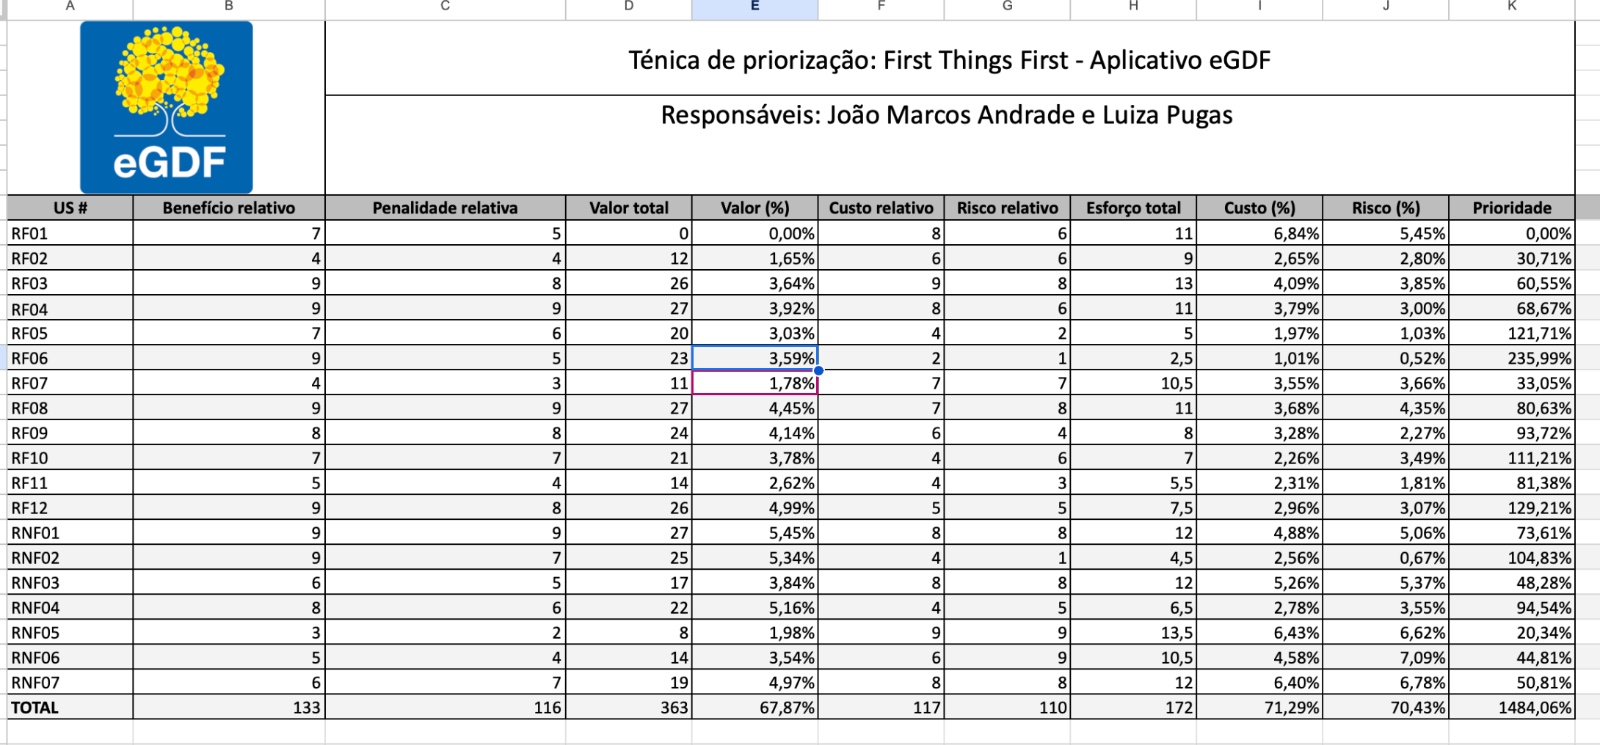 A B C D E F G H I J K
eGDF
Ténica de priorização: First Things First - Aplicativo eGDF
Responsáveis: João Marcos Andrade e Luiza Pugas
US # Benefício relativo Penalidade relativa Valor total Valor (%) Custo relativo Risco relativo Esforço total Custo (%) Risco (%) Prioridade
RF01 7 5 0 0,00% 8 6 11 6,84% 5,45% 0,00%
RF02 4 4 12 1,65% 6 6 9 2,65% 2,80% 30,71%
RF03 9 8 26 3,64% 9 8 13 4,09% 3,85% 60,55%
RF04 9 9 27 3,92% 8 6 11 3,79% 3,00% 68,67%
RF05 7 6 20 3,03% 4 2 5 1,97% 1,03% 121,71%
RF06 9 5 23 3,59% 2 1 2,5 1,01% 0,52% 235,99%
RF07 4 3 11 1,78% 7 7 10,5 3,55% 3,66% 33,05%
RF08 9 9 27 4,45% 7 8 11 3,68% 4,35% 80,63%
RF09 8 8 24 4,14% 6 4 8 3,28% 2,27% 93,72%
RF10 7 7 21 3,78% 4 6 7 2,26% 3,49% 111,21%
RF11 5 4 14 2,62% 4 3 5,5 2,31% 1,81% 81,38%
RF12 9 8 26 4,99% 5 5 7,5 2,96% 3,07% 129,21%
RNF01 9 9 27 5,45% 8 8 12 4,88% 5,06% 73,61%
RNF02 9 7 25 5,34% 4 1 4,5 2,56% 0,67% 104,83%
RNF03 6 5 17 3,84% 8 8 12 5,26% 5,37% 48,28%
RNF04 8 6 22 5,16% 4 5 6,5 2,78% 3,55% 94,54%
RNF05 3 2 8 1,98% 9 9 13,5 6,43% 6,62% 20,34%
RNF06 5 4 14 3,54% 6 9 10,5 4,58% 7,09% 44,81%
RNF07 6 7 19 4,97% 8 8 12 6,40% 6,78% 50,81%
TOTAL 133 116 363 67,87% 117 110 172 71,29% 70,43% 1484,06%